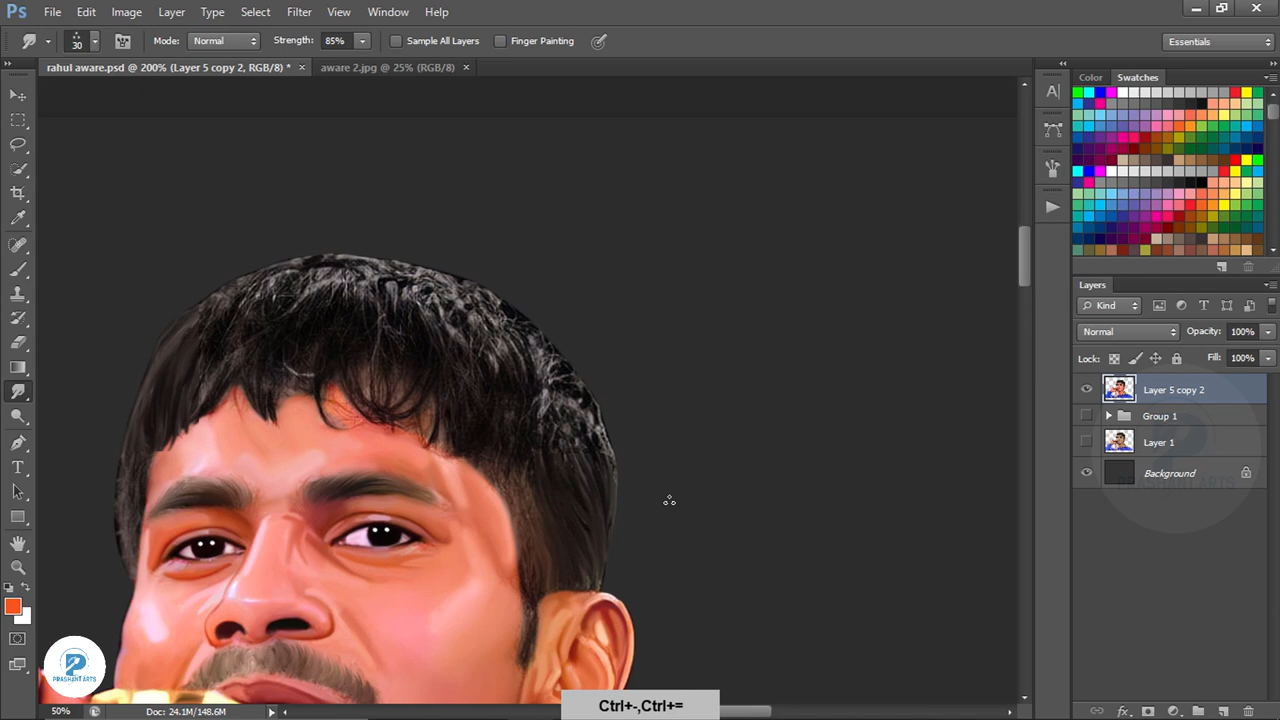 Ps File Edit Image Layer Type Select Filter View Window Help
30 Mode: Normal Strength: 85% Sample All Layers Finger Painting Essentials
rahul aware.psd @ 200% (Layer 5 copy 2, RGB/8) * × aware 2.jpg @ 25% (RGB/8) ×
Color Swatches
Layers
Kind
Normal Opacity: 100%
Lock: Fill: 100%
Layer 5 copy 2
Group 1
Layer 1
Background
PRASHANT ARTS
PRASHANT ARTS
50% Doc: 24.1M/148.6M
Ctrl+-,Ctrl+=